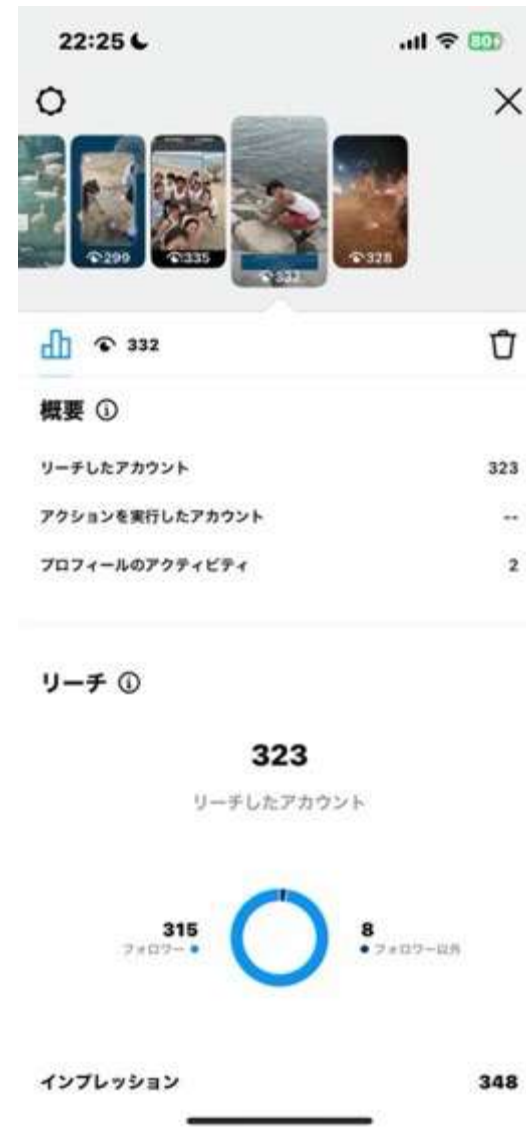 22:25
80
299
335
332
328
332
概要
リーチしたアカウント 323
アクションを実行したアカウント --
プロフィールのアクティビティ 2
リーチ
323
リーチしたアカウント
315
フォロワー
8
フォロワー以外
インプレッション 348